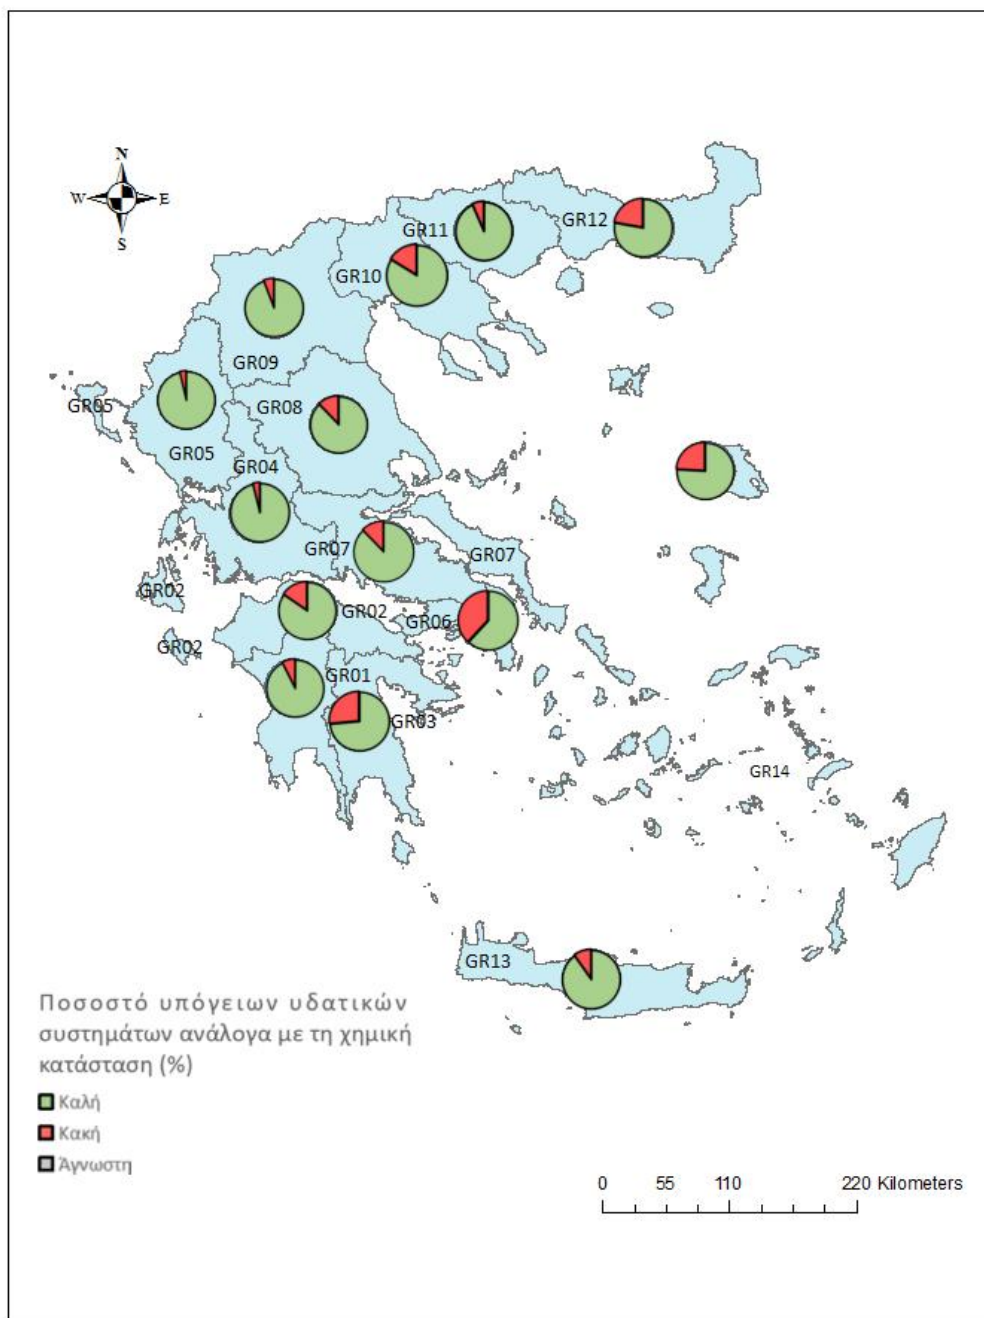 N
W E
S
GR12
GR11
GR10
GR09
GR05
GR08
GR05
GR04
GR07
GR07
GR02
GR02
GR06
GR02
GR01
GR03
GR14
GR13
Ποσοστό υπόγειων υδατικών
συστημάτων ανάλογα με τη χημική
κατάσταση (%)
Καλή
Κακή
Άγνωστη
0 55 110 220 Kilometers